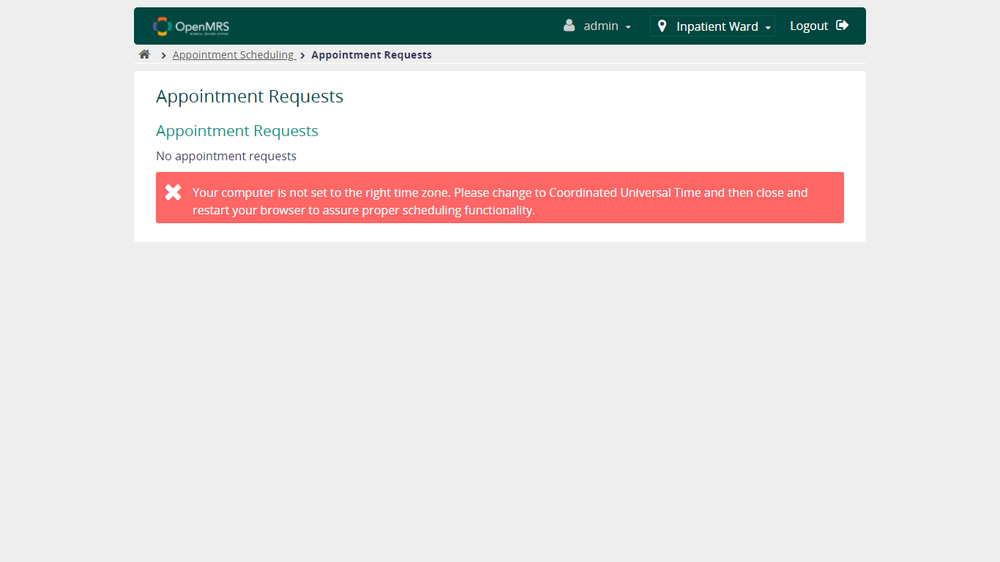 OpenMRS
admin
Inpatient Ward
Logout
Appointment Scheduling
Appointment Requests
Appointment Requests
Appointment Requests
No appointment requests
Your computer is not set to the right time zone. Please change to Coordinated Universal Time and then close and
restart your browser to assure proper scheduling functionality.